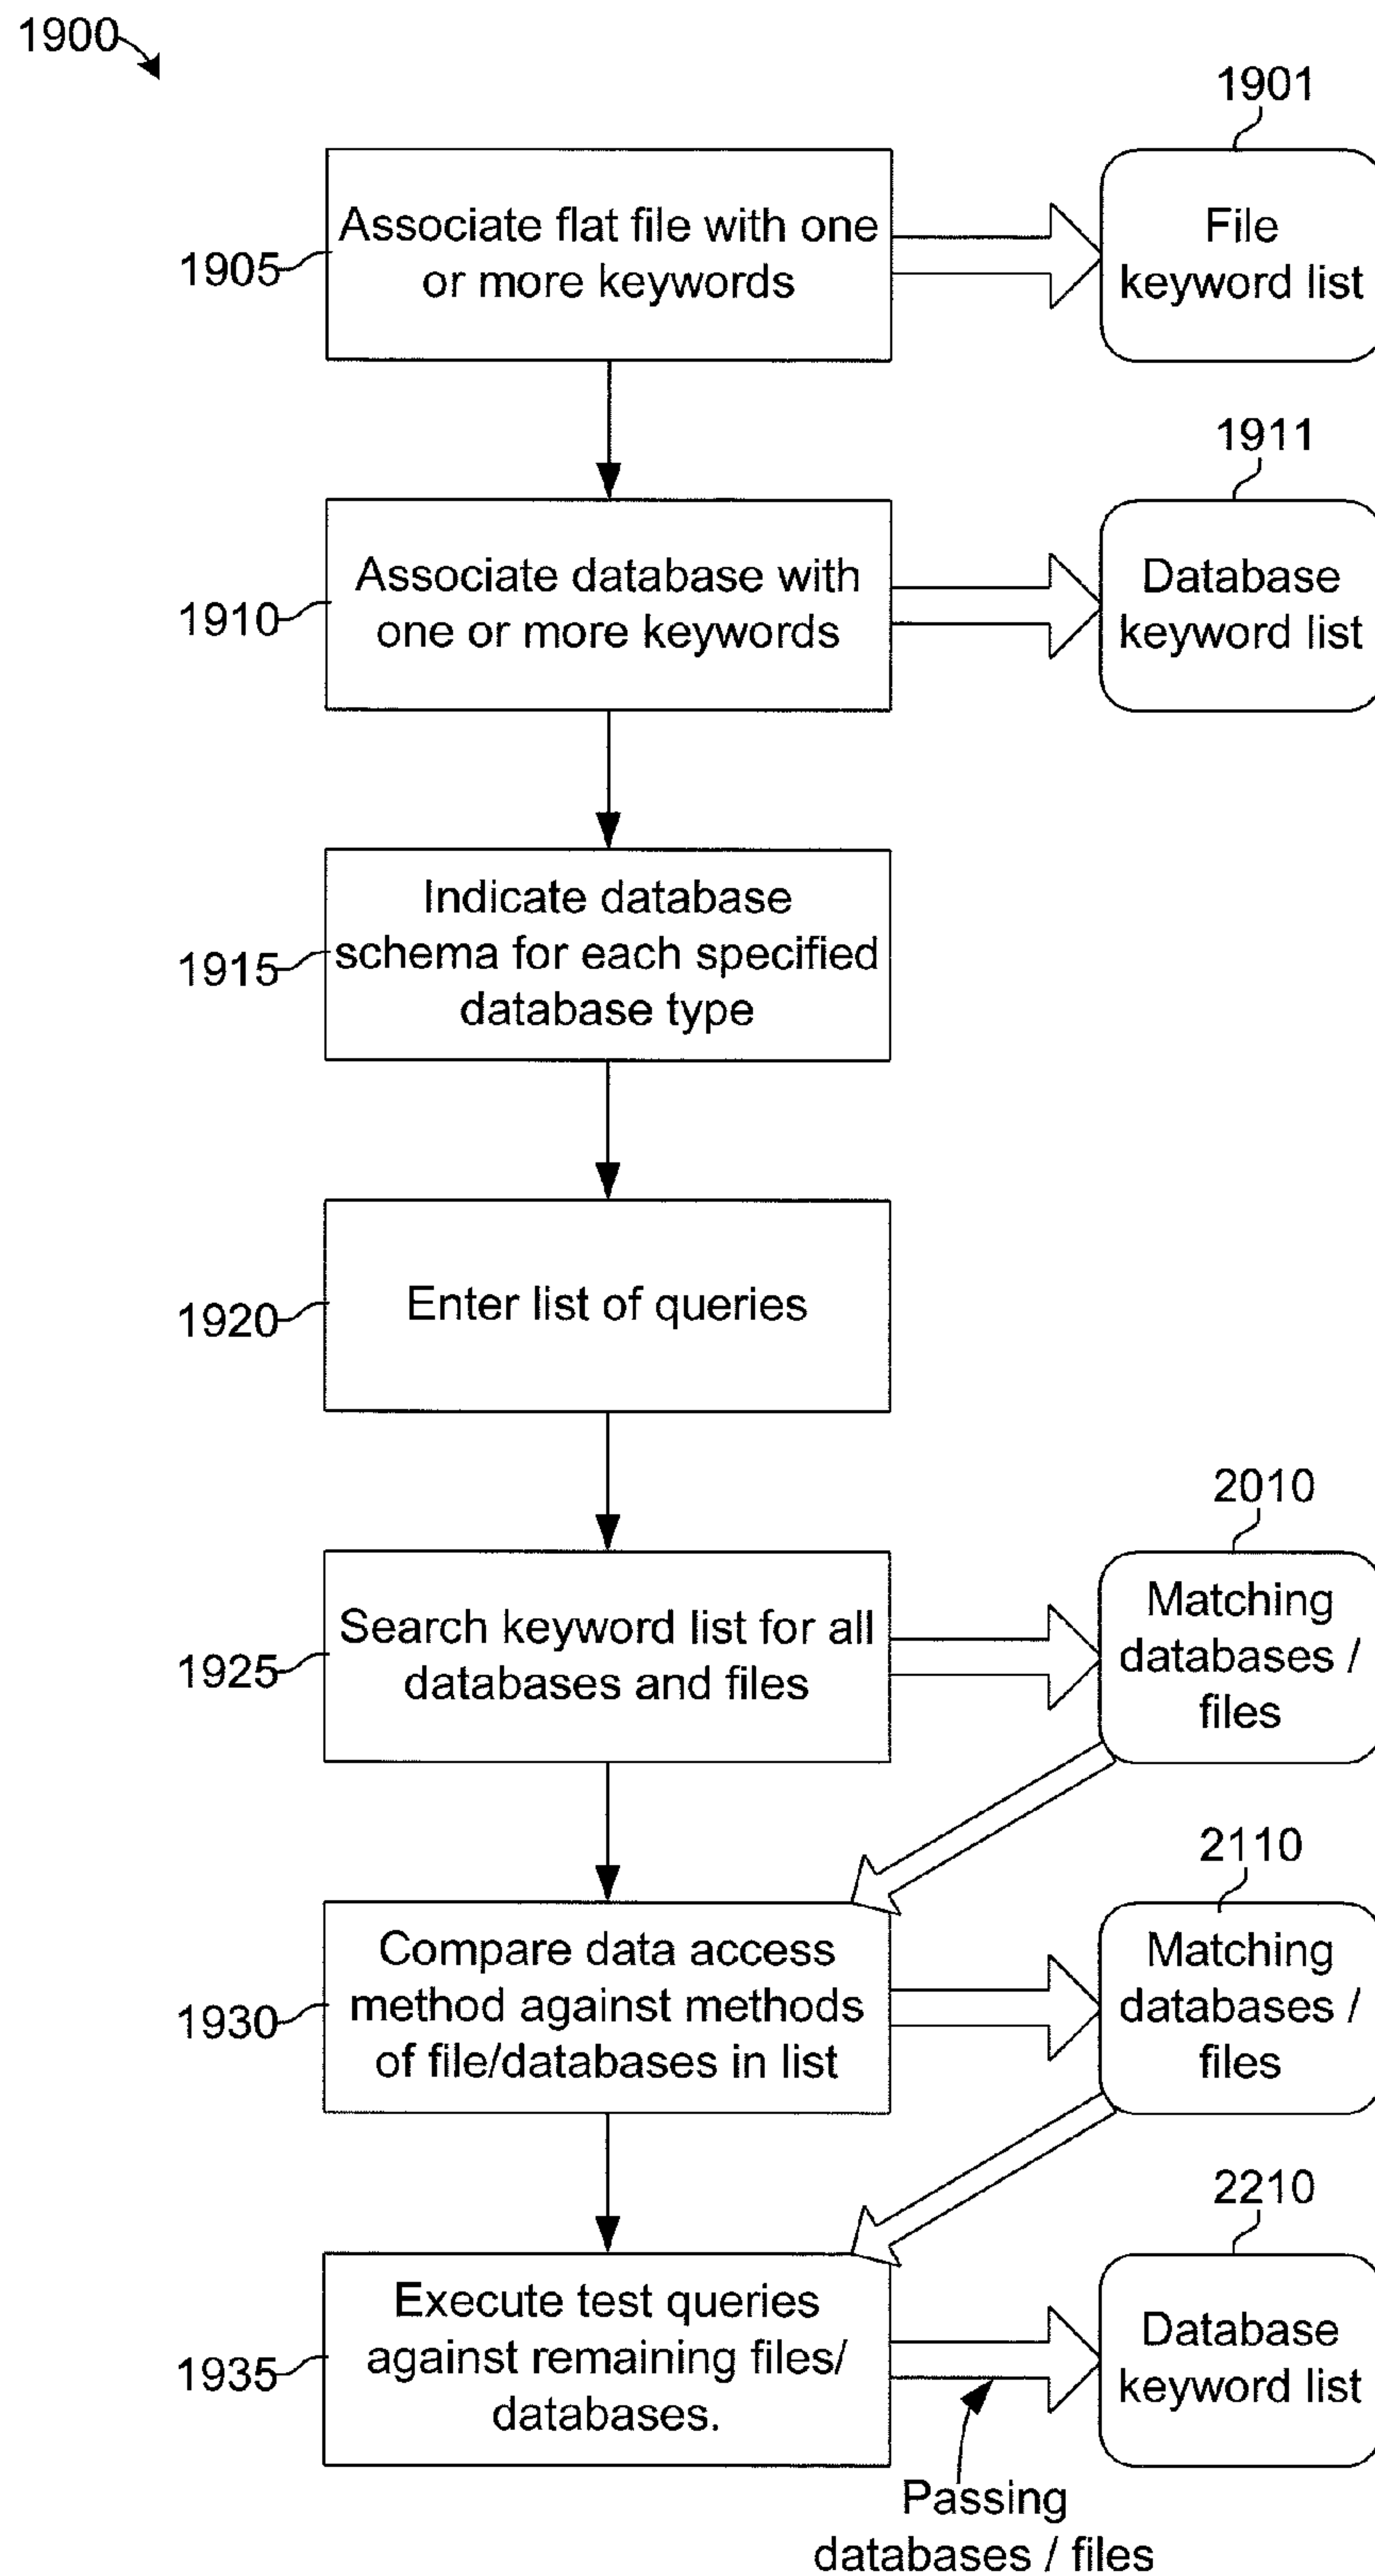 1900
1901
Associate flat file with one
or more keywords
1905
File
keyword list
1911
Associate database with
one or more keywords
1910
Database
keyword list
Indicate database
schema for each specified
database type
1915
Enter list of queries
1920
2010
Search keyword list for all
databases and files
1925
Matching
databases /
files
2110
Compare data access
method against methods
of file/databases in list
1930
Matching
databases /
files
2210
Execute test queries
against remaining files/
databases.
1935
Database
keyword list
Passing
databases / files